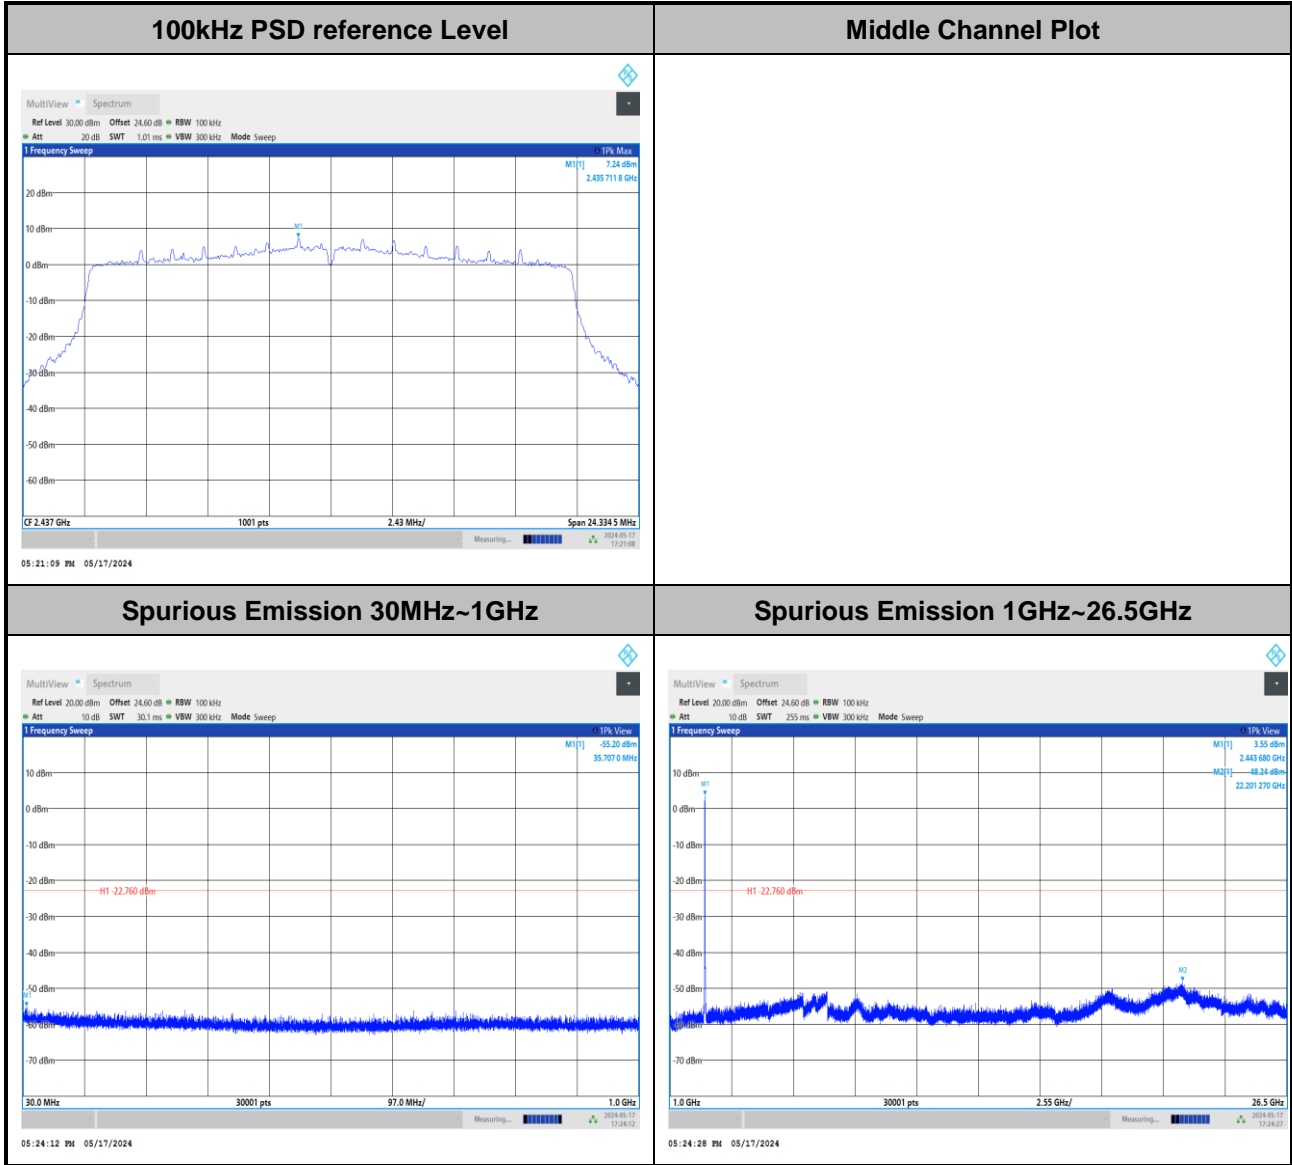 100kHz PSD reference Level
Middle Channel Plot
MultiView Spectrum
Ref Level 30.00 dBm Offset 24.60 dB RBW 100 kHz
Att 20 dB SWT 1.01 ms VBW 300 kHz Mode Sweep
1 Frequency Sweep 1Pk Max
M1[1] 7.24 dBm
2.435 711 8 GHz
20 dBm
M1
10 dBm
0 dBm
-10 dBm
-20 dBm
-30 dBm
-40 dBm
-50 dBm
-60 dBm
CF 2.437 GHz 1001 pts 2.43 MHz/ Span 24.334 5 MHz
Measuring... 2024-05-17
17:21:08
05:21:09 PM 05/17/2024
Spurious Emission 30MHz~1GHz
Spurious Emission 1GHz~26.5GHz
MultiView Spectrum
Ref Level 20.00 dBm Offset 24.60 dB RBW 100 kHz
Att 10 dB SWT 30.1 ms VBW 300 kHz Mode Sweep
1 Frequency Sweep 1Pk View
M1[1] -55.20 dBm
35.707 0 MHz
10 dBm
0 dBm
-10 dBm
-20 dBm
H1 -22.760 dBm
-30 dBm
-40 dBm
-50 dBm
M1
-60 dBm
-70 dBm
30.0 MHz 30001 pts 97.0 MHz/ 1.0 GHz
Measuring... 2024-05-17
17:24:12
05:24:12 PM 05/17/2024
MultiView Spectrum
Ref Level 20.00 dBm Offset 24.60 dB RBW 100 kHz
Att 10 dB SWT 255 ms VBW 300 kHz Mode Sweep
1 Frequency Sweep 1Pk View
M1[1] 3.55 dBm
2.443 680 GHz
M2[1] -48.24 dBm
22.201 270 GHz
10 dBm
M1
0 dBm
-10 dBm
-20 dBm
H1 -22.760 dBm
-30 dBm
-40 dBm
M2
-50 dBm
-60 dBm
-70 dBm
1.0 GHz 30001 pts 2.55 GHz/ 26.5 GHz
Measuring... 2024-05-17
17:24:27
05:24:28 PM 05/17/2024